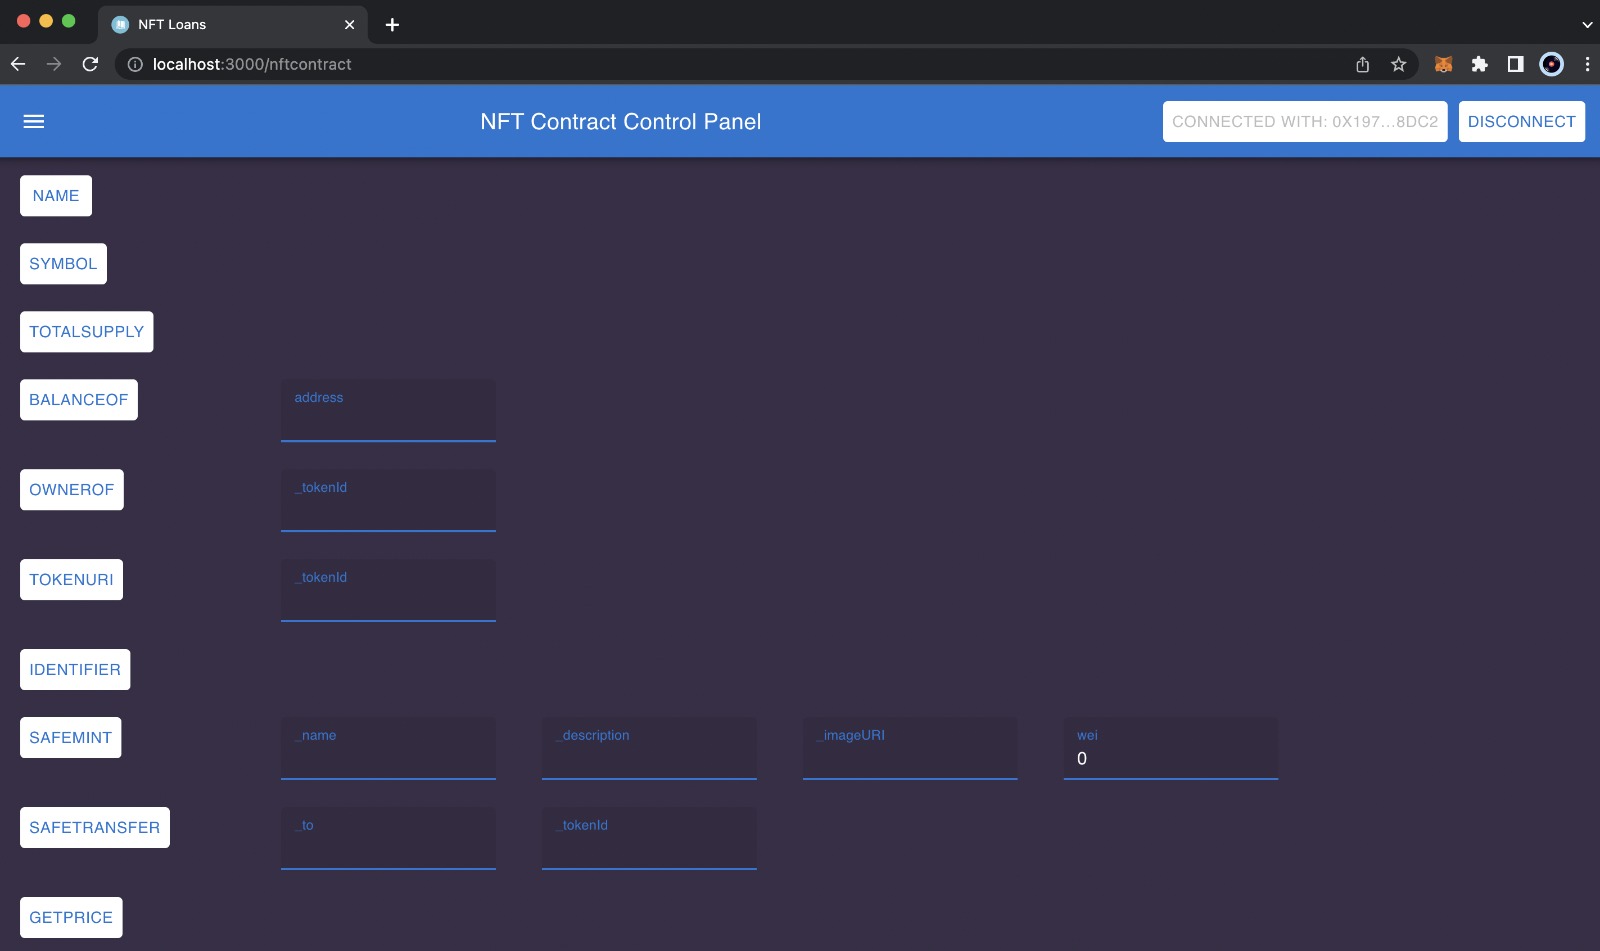 NFT Loans
localhost:3000/nftcontract
NFT Contract Control Panel
CONNECTED WITH: 0X197...8DC2
DISCONNECT
NAME
SYMBOL
TOTALSUPPLY
BALANCEOF
address
OWNEROF
_tokenId
TOKENURI
_tokenId
IDENTIFIER
SAFEMINT
_name
_description
_imageURI
wei
0
SAFETRANSFER
_to
_tokenId
GETPRICE